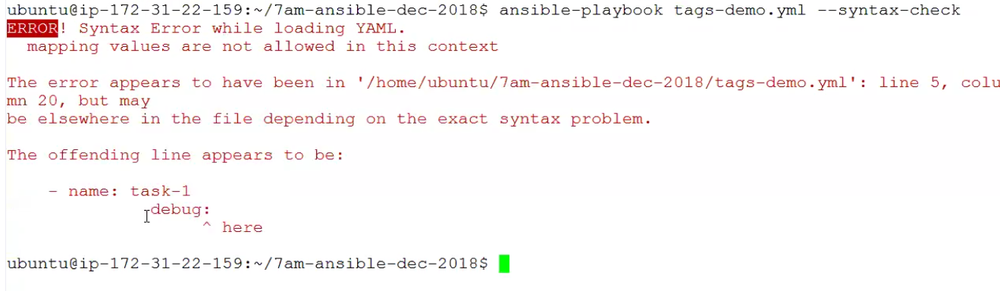 ubuntu@ip-172-31-22-159:~/7am-ansible-dec-2018$ ansible-playbook tags-demo.yml --syntax-check
ERROR! Syntax Error while loading YAML.
  mapping values are not allowed in this context
The error appears to have been in '/home/ubuntu/7am-ansible-dec-2018/tags-demo.yml': line 5, colu
mn 20, but may
be elsewhere in the file depending on the exact syntax problem.
The offending line appears to be:
    - name: task-1
              debug:
                   ^ here
ubuntu@ip-172-31-22-159:~/7am-ansible-dec-2018$